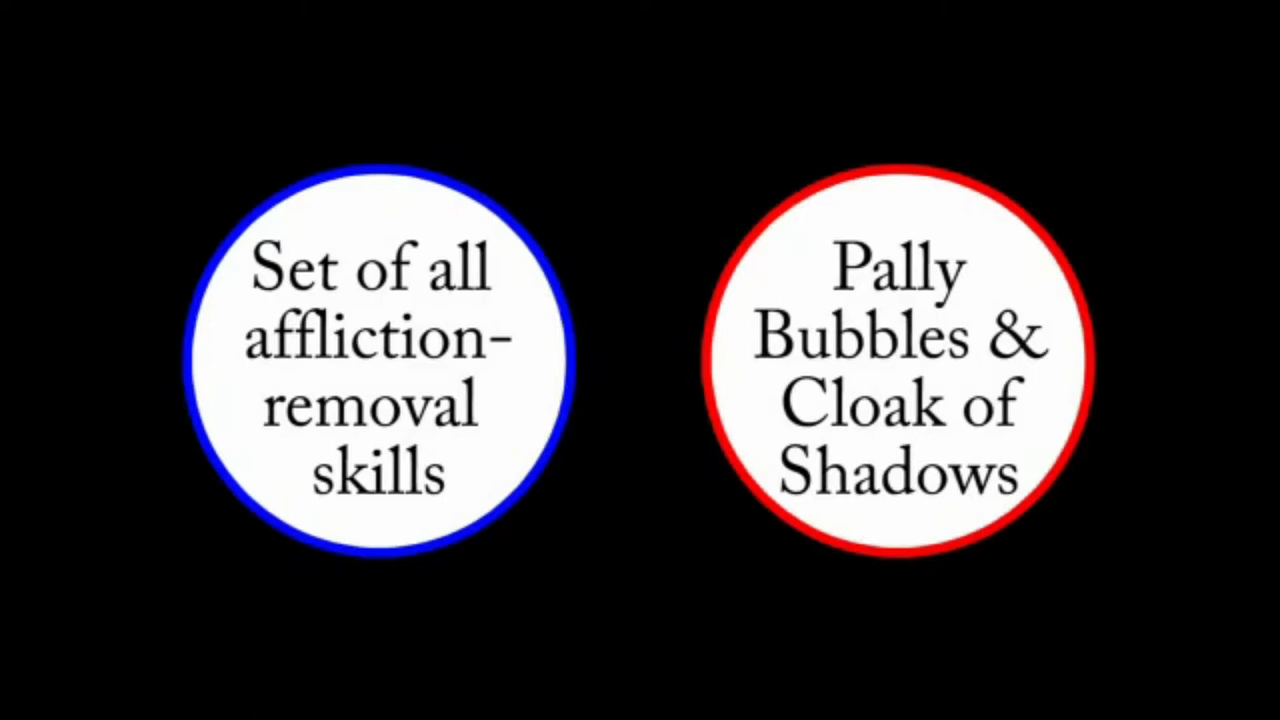 Set of all
affliction-
removal
skills
Pally
Bubbles &
Cloak of
Shadows